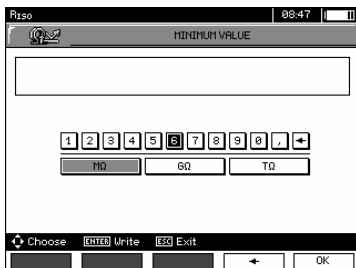 RISO 08:47
MINIMUM VALUE
1 2 3 4 5 6 7 8 9 0 , ←
MΩ GΩ TΩ
Choose ENTER Write ESC Exit
← OK